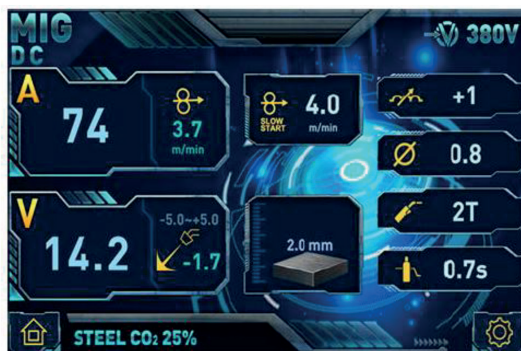 MIG
DC
380V
A
74
3.7
m/min
SLOW
START
4.0
m/min
+1
0.8
V
14.2
-5.0~+5.0
-1.7
2.0 mm
2T
0.7s
STEEL CO₂ 25%